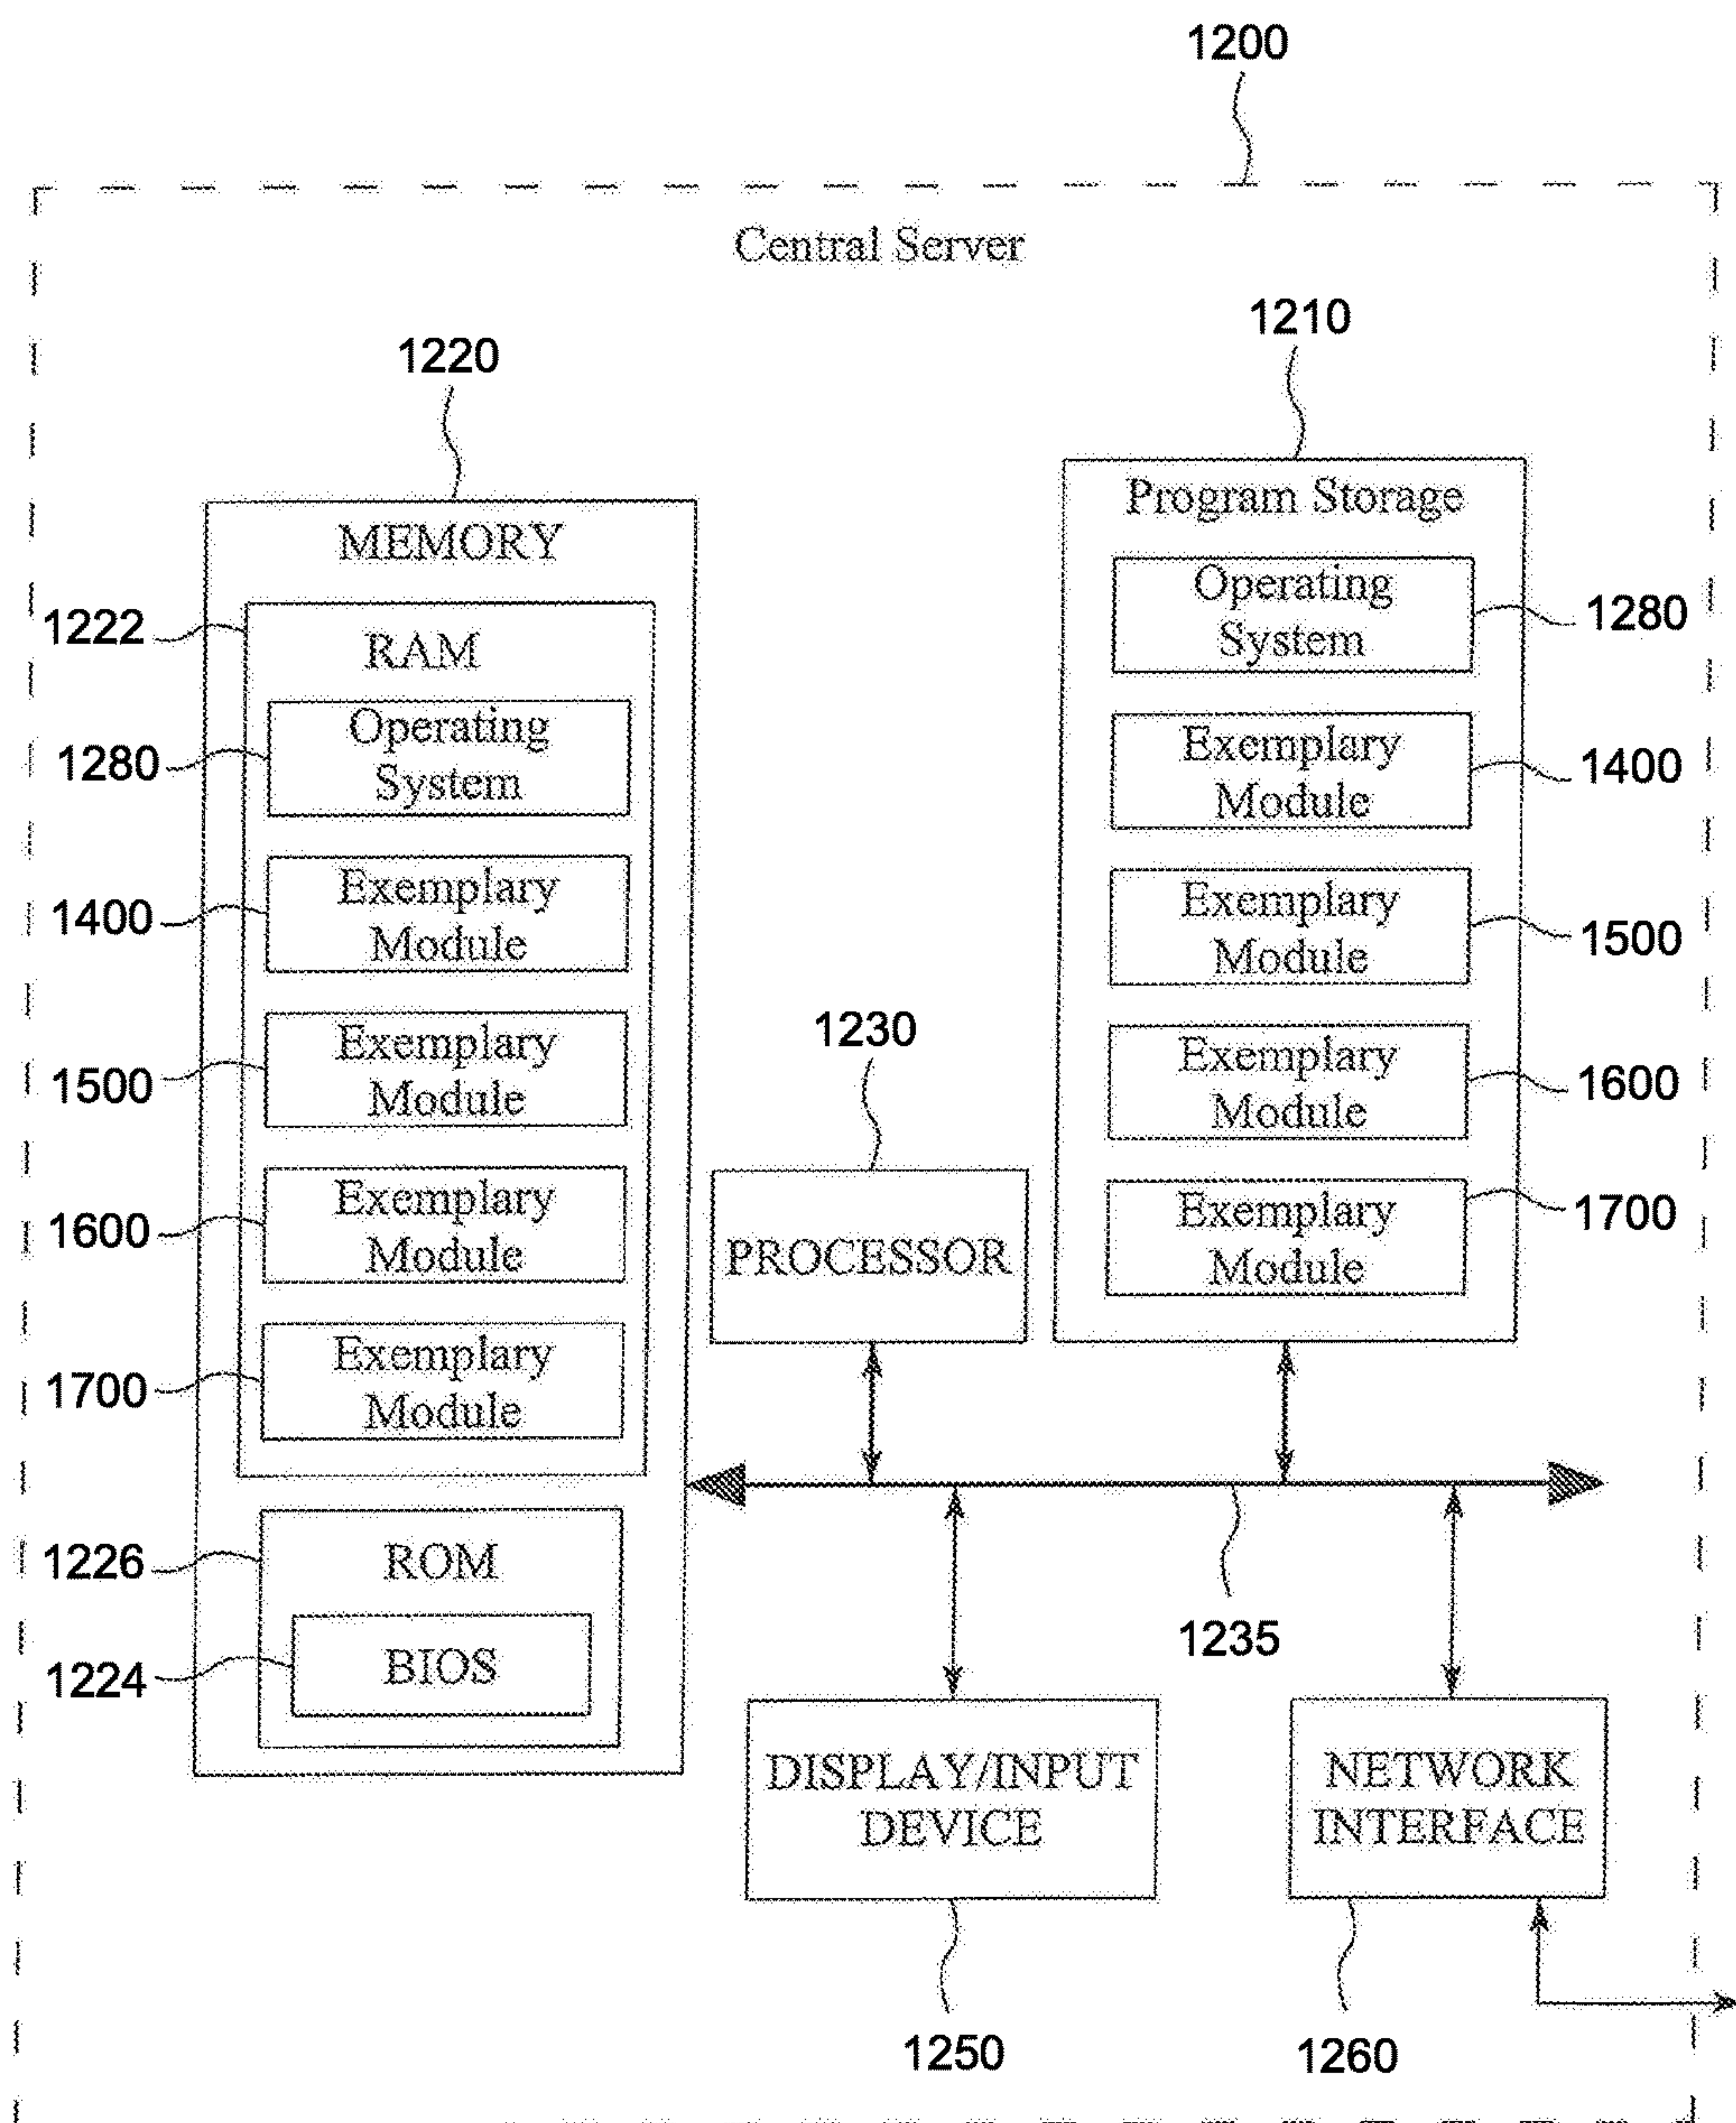 1200
Central Server
1210
1220
Program Storage
MEMORY
Operating
System
1280
1222
RAM
Operating
System
1280
Exemplary
Module
1400
Exemplary
Module
1400
Exemplary
Module
1500
Exemplary
Module
1500
Exemplary
Module
1600
Exemplary
Module
1600
Exemplary
Module
1700
Exemplary
Module
1700
1230
PROCESSOR
1226
ROM
1224
BIOS
1235
DISPLAY/INPUT
DEVICE
NETWORK
INTERFACE
1250
1260